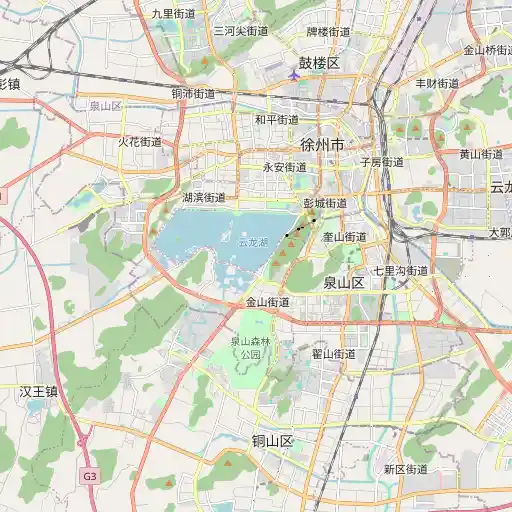 九里街道
三河尖街道
牌楼街道
金山桥街道
鼓楼区
彭镇
铜沛街道
丰财街道
泉山区
和平街道
火花街道
徐州市
黄山街道
子房街道
永安街道
云龙
湖滨街道
彭城街道
大郭
奎山街道
云龙湖
七里沟街道
泉山区
金山街道
泉山森林
公园
翟山街道
汉王镇
铜山区
新区街道
G3